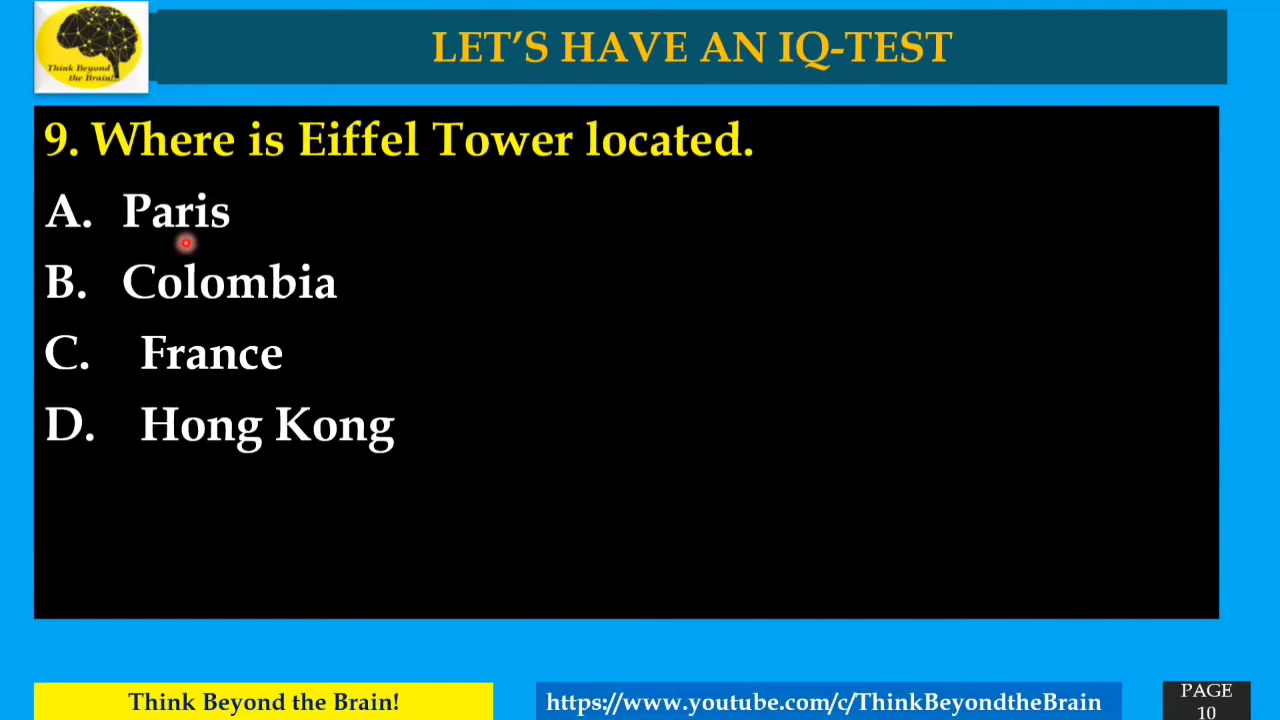 Think Beyond
the Brain!
LET'S HAVE AN IQ-TEST
9. Where is Eiffel Tower located.
A. Paris
B. Colombia
C. France
D. Hong Kong
Think Beyond the Brain!
https://www.youtube.com/c/ThinkBeyondtheBrain
PAGE
10